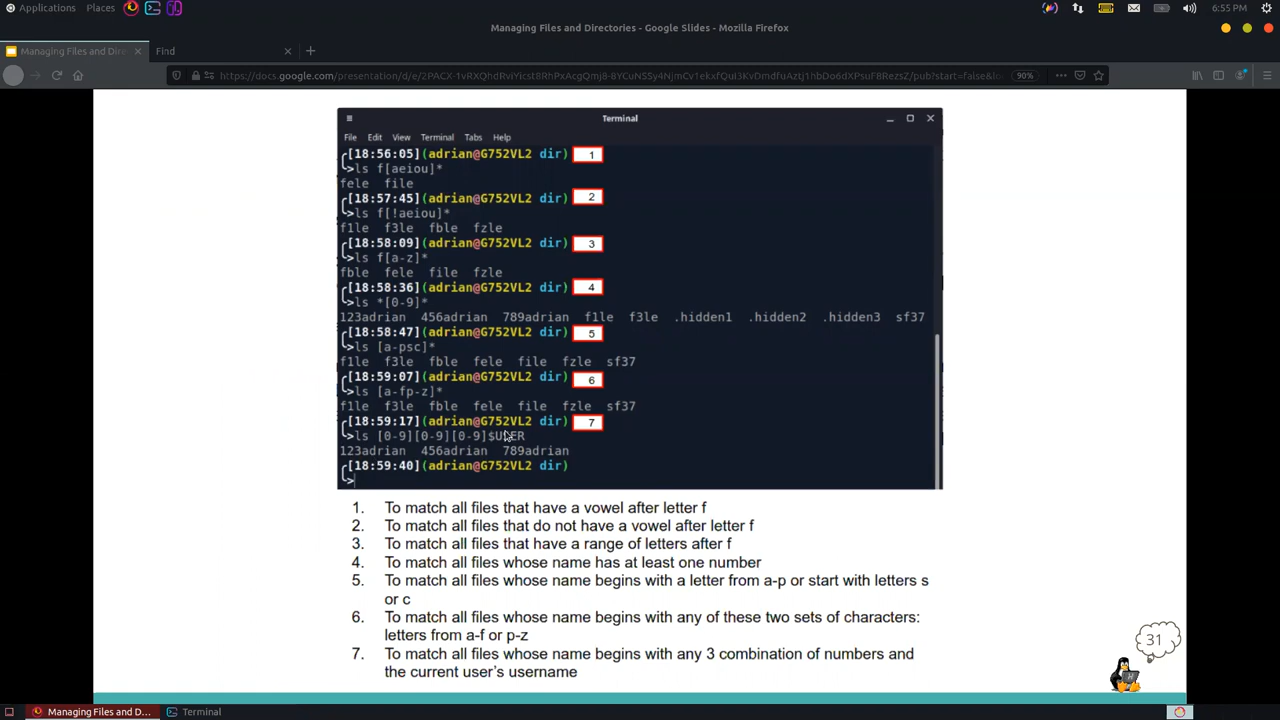 Applications Places 6:55 PM
Managing Files and Directories - Google Slides - Mozilla Firefox
Managing Files and Dire Find
90%
Terminal
File Edit View Terminal Tabs Help
[18:56:05](adrian@G752VL2 dir) 1
>ls f[aeiou]*
fele file
[18:57:45](adrian@G752VL2 dir) 2
>ls f[!aeiou]*
f1le f3le fble fzle
[18:58:09](adrian@G752VL2 dir) 3
>ls f[a-z]*
fble fele file fzle
[18:58:36](adrian@G752VL2 dir) 4
>ls *[0-9]*
123adrian 456adrian 789adrian f1le f3le .hidden1 .hidden2 .hidden3 sf37
[18:58:47](adrian@G752VL2 dir) 5
>ls [a-psc]*
f1le f3le fble fele file fzle sf37
[18:59:07](adrian@G752VL2 dir) 6
>ls [a-fp-z]*
f1le f3le fble fele file fzle sf37
[18:59:17](adrian@G752VL2 dir) 7
>ls [0-9][0-9][0-9]$USER
123adrian 456adrian 789adrian
[18:59:40](adrian@G752VL2 dir)
>
1. To match all files that have a vowel after letter f
2. To match all files that do not have a vowel after letter f
3. To match all files that have a range of letters after f
4. To match all files whose name has at least one number
5. To match all files whose name begins with a letter from a-p or start with letters s
or c
6. To match all files whose name begins with any of these two sets of characters:
letters from a-f or p-z
7. To match all files whose name begins with any 3 combination of numbers and
the current user's username
31
Managing Files and D... Terminal